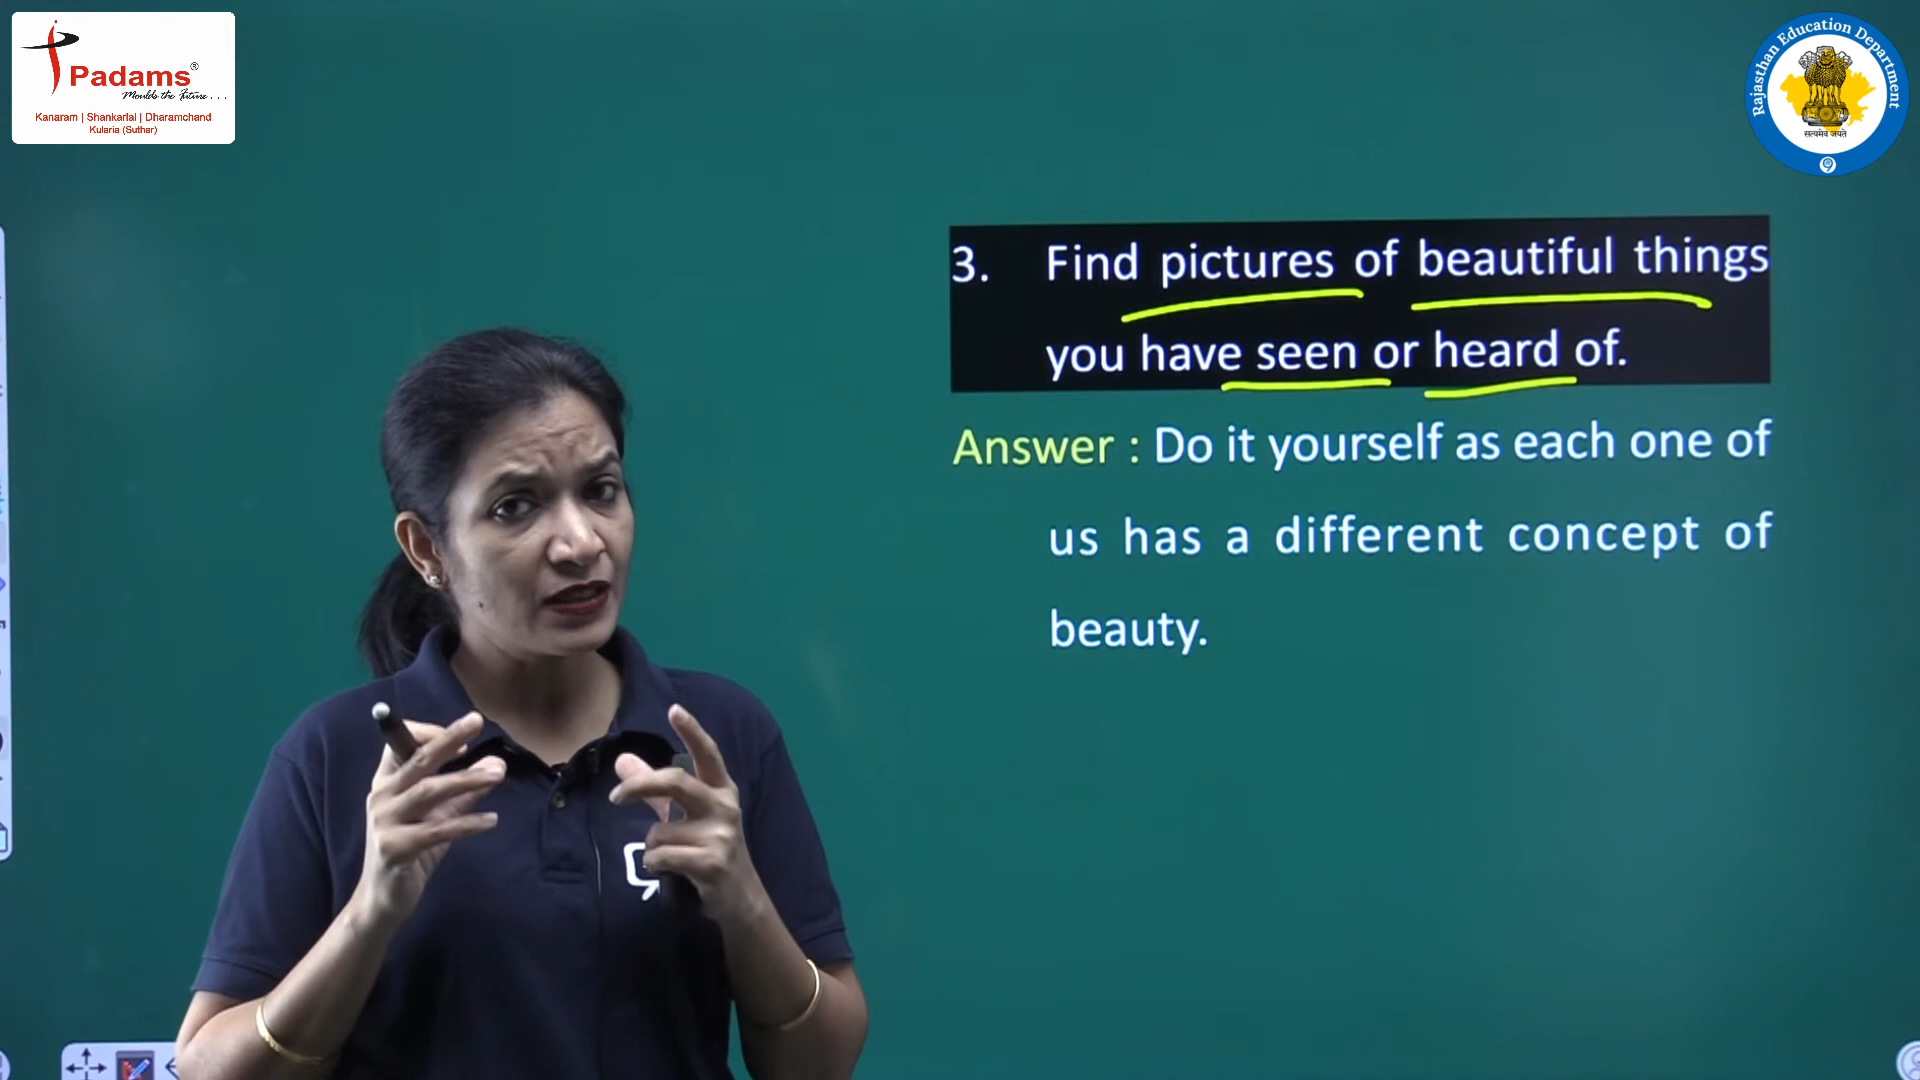 Padams®
Moulds the Future...
Kanaram | Shankarlal | Dharamchand
Kularia (Suthar)
Rajasthan Education Department
सत्यमेव जयते
3. Find pictures of beautiful things
you have seen or heard of.
Answer : Do it yourself as each one of
us has a different concept of
beauty.